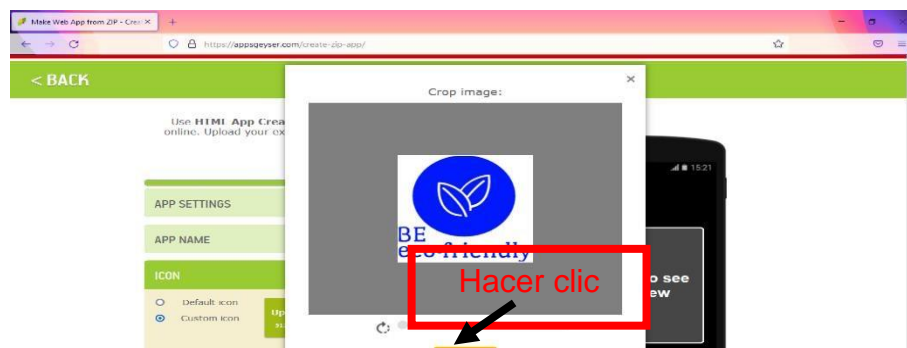 Make Web App from ZIP - Crea
https://appsgeyser.com/create-zip-app/
< BACK
Crop image:
Use HTML App Crea
online. Upload your ex
15:21
APP SETTINGS
APP NAME
BE
eco friendly
ICON
Hacer clic
o see
ew
Default icon
Custom icon
Up